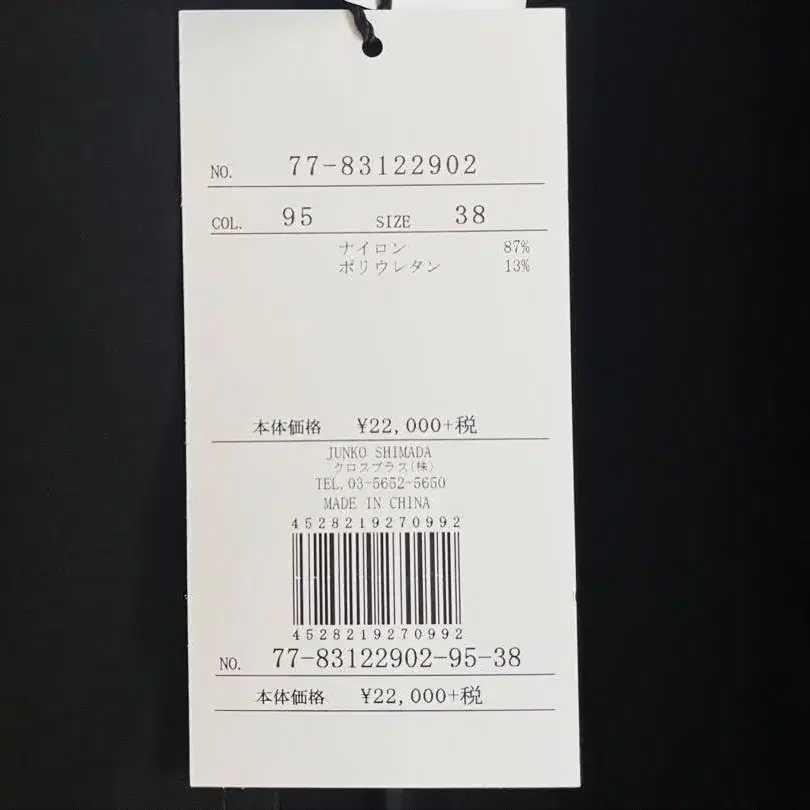 NO. 77-83122902
COL. 95 SIZE 38
ナイロン 87%
ポリウレタン 13%
本体価格 ¥22,000+税
JUNKO SHIMADA
クロスプラス(株)
TEL.03-5652-5650
MADE IN CHINA
4528219270992
4528219270992
NO. 77-83122902-95-38
本体価格 ¥22,000+税